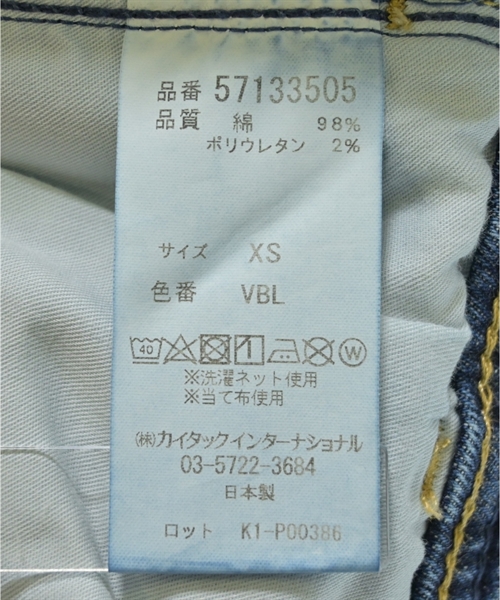 品番 57133505
品質 綿 98%
ポリウレタン 2%
サイズ XS
色番 VBL
40 W
※洗濯ネット使用
※当て布使用
㈱カイタックインターナショナル
03-5722-3684
日本製
ロット K1-P00386